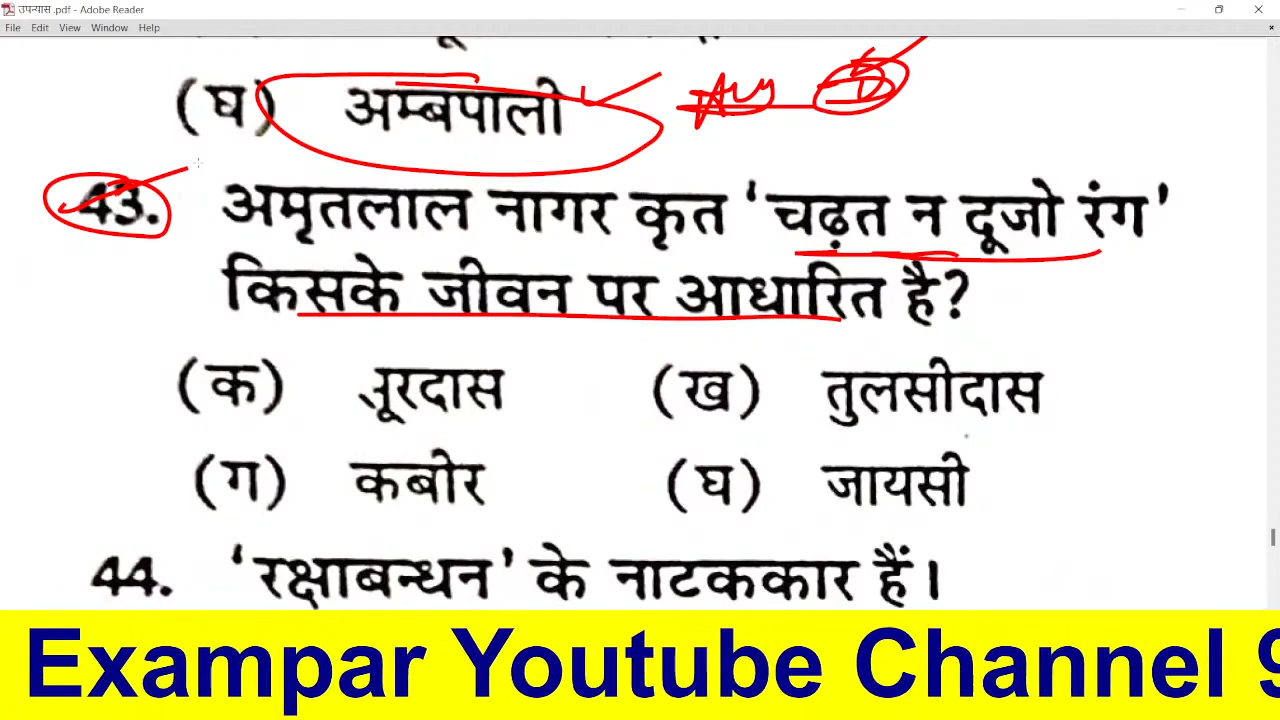 उपन्यास .pdf - Adobe Reader
File Edit View Window Help
(घ) अम्बपाली Ans D
43. अमृतलाल नागर कृत ‘चढ़त न दूजो रंग’
किसके जीवन पर आधारित है?
(क) सूरदास (ख) तुलसीदास
(ग) कबीर (घ) जायसी
44. ‘रक्षाबन्धन’ के नाटककार हैं।
Exampar Youtube Channel 9